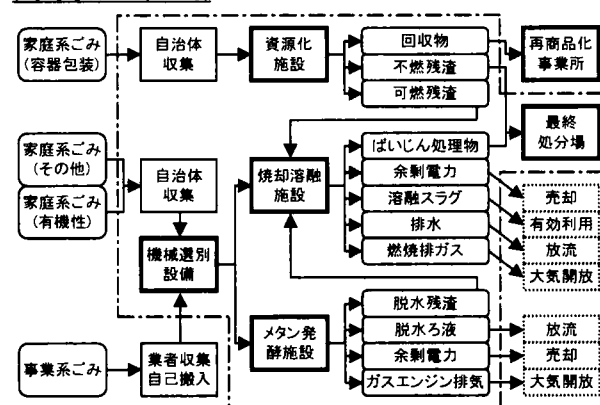 家庭系ごみ
(容器包装)
自治体
収集
資源化
施設
回収物
不燃残渣
可燃残渣
再商品化
事業所
最終
処分場
家庭系ごみ
(その他)
家庭系ごみ
(有機性)
自治体
収集
機械選別
設備
焼却溶融
施設
ばいじん処理物
余剰電力
溶融スラグ
排水
燃焼排ガス
売却
有効利用
放流
大気開放
事業系ごみ
業者収集
自己搬入
メタン発
酵施設
脱水残渣
脱水ろ液
余剰電力
ガスエンジン排気
放流
売却
大気開放